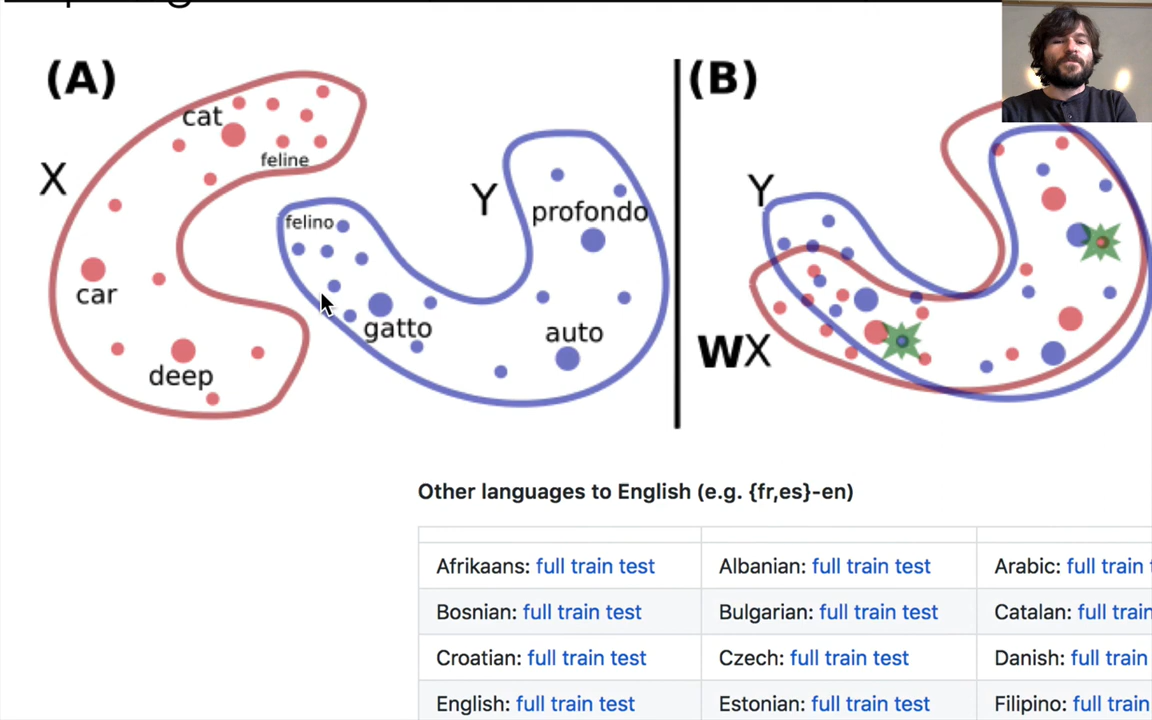 (A)
cat
feline
X
car
deep
felino
Y
profondo
gatto
auto
(B)
Y
WX
Other languages to English (e.g. {fr,es}-en)
Afrikaans: full train test Albanian: full train test Arabic: full train
Bosnian: full train test Bulgarian: full train test Catalan: full train
Croatian: full train test Czech: full train test Danish: full train
English: full train test Estonian: full train test Filipino: full train